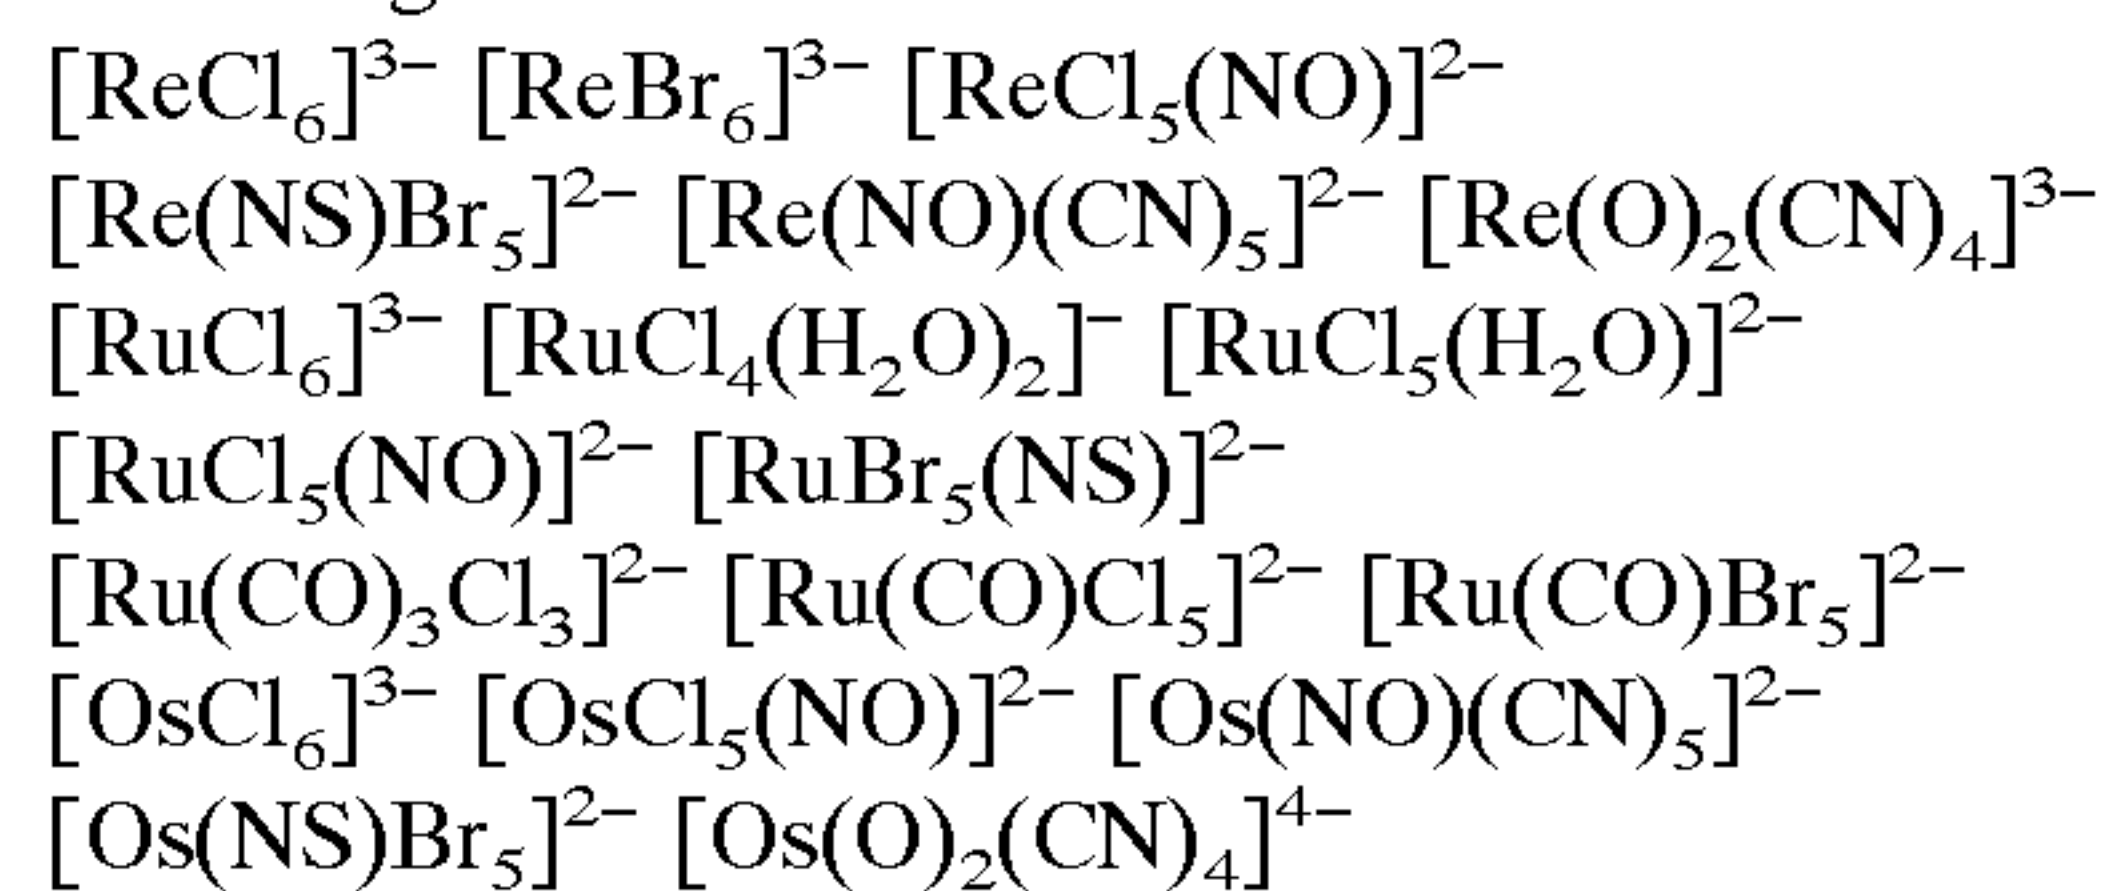 [ReCl₆]³⁻ [ReBr₆]³⁻ [ReCl₅(NO)]²⁻
[Re(NS)Br₅]²⁻ [Re(NO)(CN)₅]²⁻ [Re(O)₂(CN)₄]³⁻
[RuCl₆]³⁻ [RuCl₄(H₂O)₂]⁻ [RuCl₅(H₂O)]²⁻
[RuCl₅(NO)]²⁻ [RuBr₅(NS)]²⁻
[Ru(CO)₃Cl₃]²⁻ [Ru(CO)Cl₅]²⁻ [Ru(CO)Br₅]²⁻
[OsCl₆]³⁻ [OsCl₅(NO)]²⁻ [Os(NO)(CN)₅]²⁻
[Os(NS)Br₅]²⁻ [Os(O)₂(CN)₄]⁴⁻